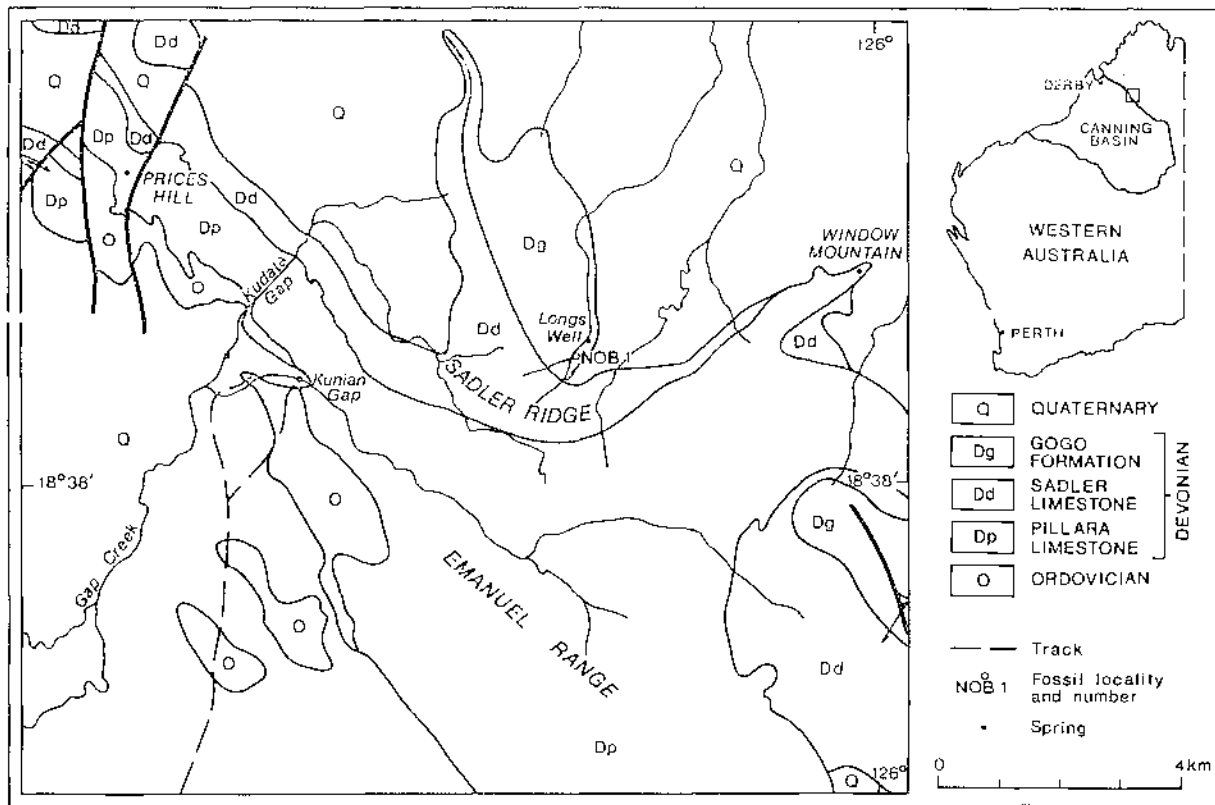 Dd
Dd
126°
Q
Q
Q
Dd
Dp
Dd
Q
PRICES
HILL
Dd
Dp
Dp
O
O
Kudata
Gap
Dg
WINDOW
MOUNTAIN
Longs
Well
NOB 1
Dd
Dd
SADLER RIDGE
Kunian
Gap
Q
18°38'
18°38'
O
Dg
Gap Creek
EMANUEL
RANGE
O
O
Dd
Dp
Q
126°
DERBY
CANNING
BASIN
WESTERN
AUSTRALIA
PERTH
Q QUATERNARY
Dg GOGO
FORMATION
Dd SADLER
LIMESTONE
Dp PILLARA
LIMESTONE
O ORDOVICIAN
DEVONIAN
Track
NOB 1 Fossil locality
and number
Spring
0 4km